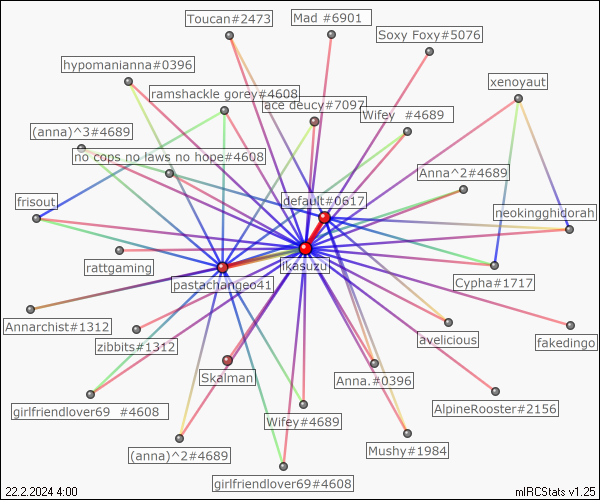 Toucan#2473
Mad #6901
Soxy Foxy#5076
hypomanianna#0396
xenoyaut
ramshackle gorey#4608
ace deucy#7097
Wifey  #4689
(anna)^3#4689
no cops no laws no hope#4608
Anna^2#4689
default#0617
frisout
neokingghidorah
rattgaming
ikasuzu
pastachangeo41
Cypha#1717
Annarchist#1312
zibbits#1312
avelicious
fakedingo
Skalman
Anna.#0396
girlfriendlover69  #4608
AlpineRooster#2156
Wifey#4689
(anna)^2#4689
Mushy#1984
girlfriendlover69#4608
22.2.2024 4:00
mIRCStats v1.25